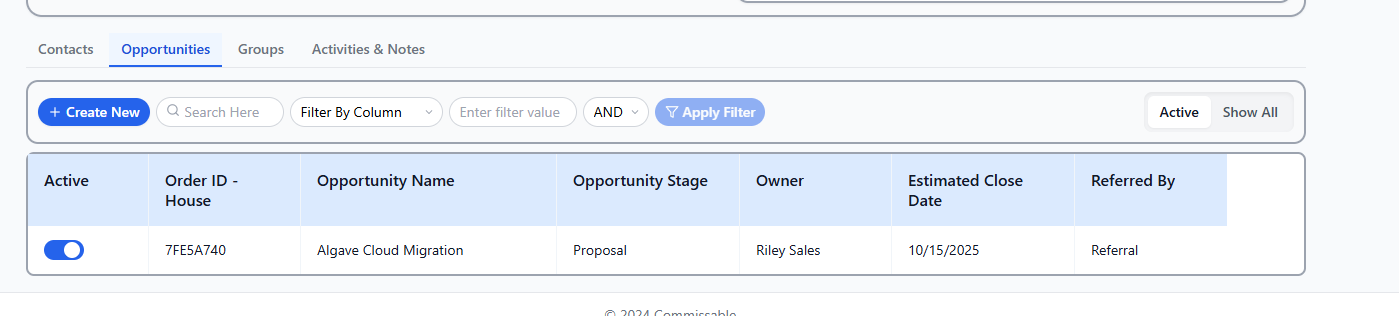 Contacts Opportunities Groups Activities & Notes
+ Create New Search Here Filter By Column Enter filter value AND Apply Filter Active Show All
Active Order ID - House Opportunity Name Opportunity Stage Owner Estimated Close Date Referred By
7FE5A740 Algave Cloud Migration Proposal Riley Sales 10/15/2025 Referral
© 2024 Commissable